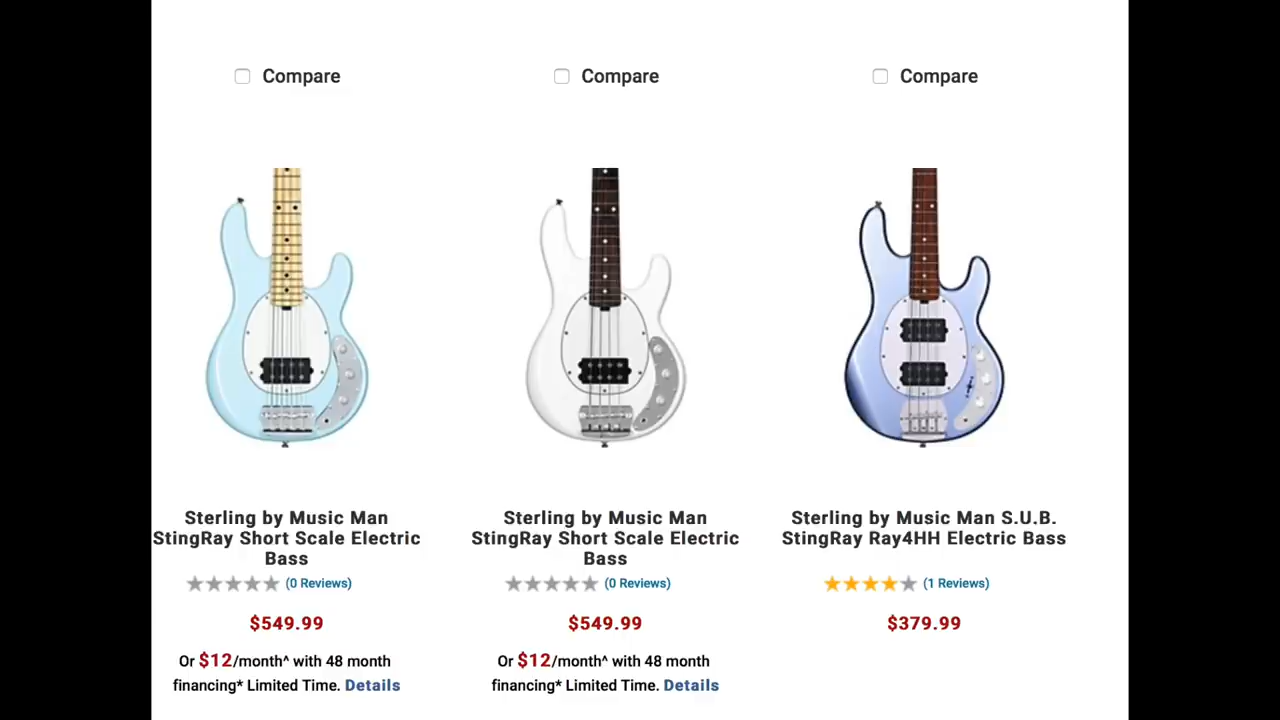 Compare
Compare
Compare
Sterling by Music Man
StingRay Short Scale Electric
Bass
(0 Reviews)
$549.99
Or $12/month^ with 48 month
financing* Limited Time. Details
Sterling by Music Man
StingRay Short Scale Electric
Bass
(0 Reviews)
$549.99
Or $12/month^ with 48 month
financing* Limited Time. Details
Sterling by Music Man S.U.B.
StingRay Ray4HH Electric Bass
(1 Reviews)
$379.99